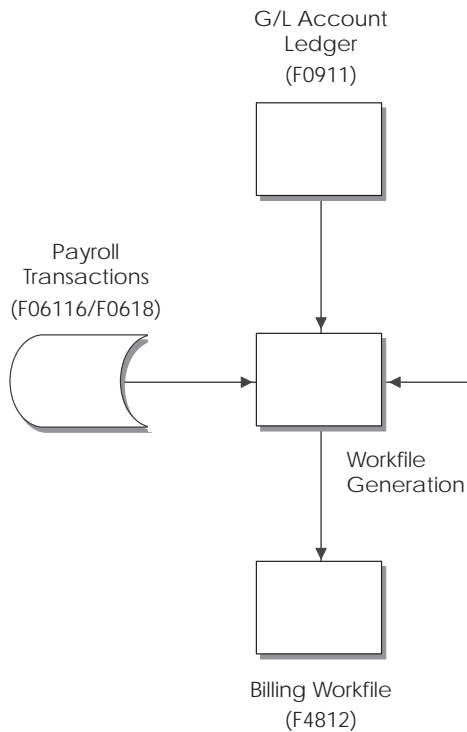 G/L Account
Ledger
(F0911)
Payroll
Transactions
(F06116/F0618)
Workfile
Generation
Billing Workfile
(F4812)